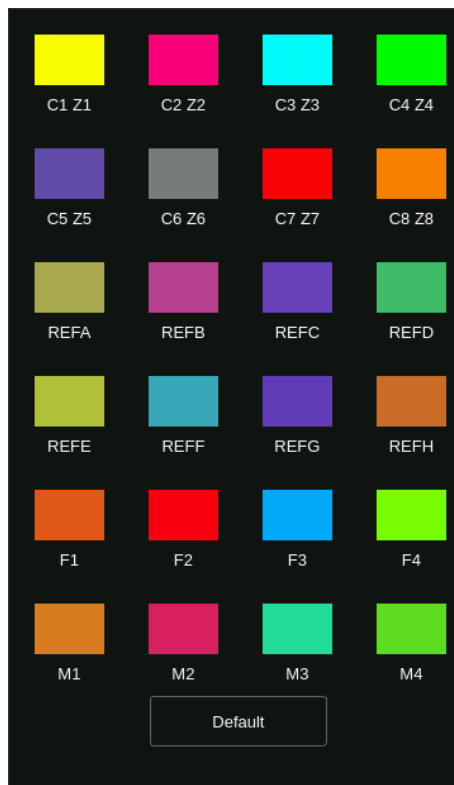 C1 Z1 C2 Z2 C3 Z3 C4 Z4
C5 Z5 C6 Z6 C7 Z7 C8 Z8
REFA REFB REFC REFD
REFE REFF REFG REFH
F1 F2 F3 F4
M1 M2 M3 M4
Default